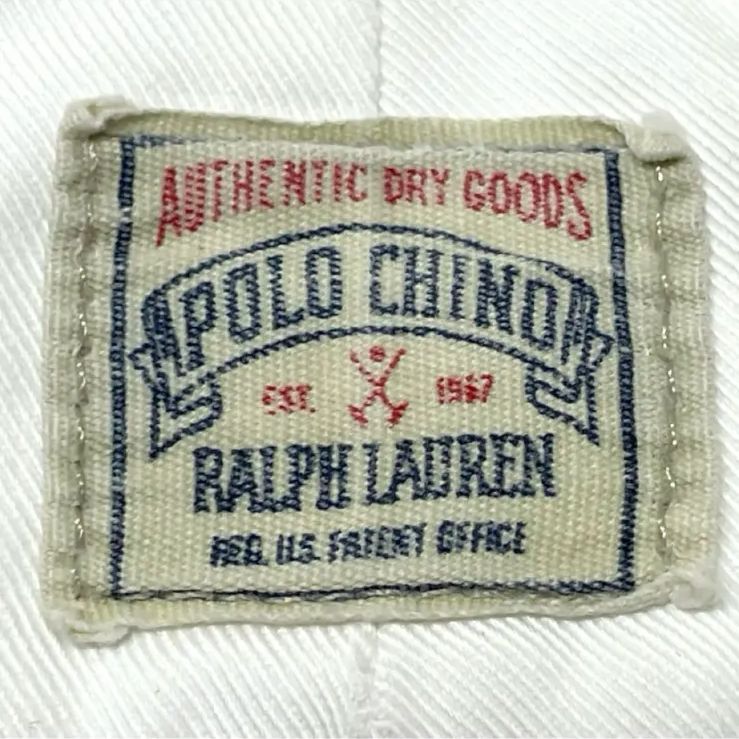 AUTHENTIC DRY GOODS
POLO CHINO
EST. 1967
RALPH LAUREN
REG. U.S. PATENT OFFICE